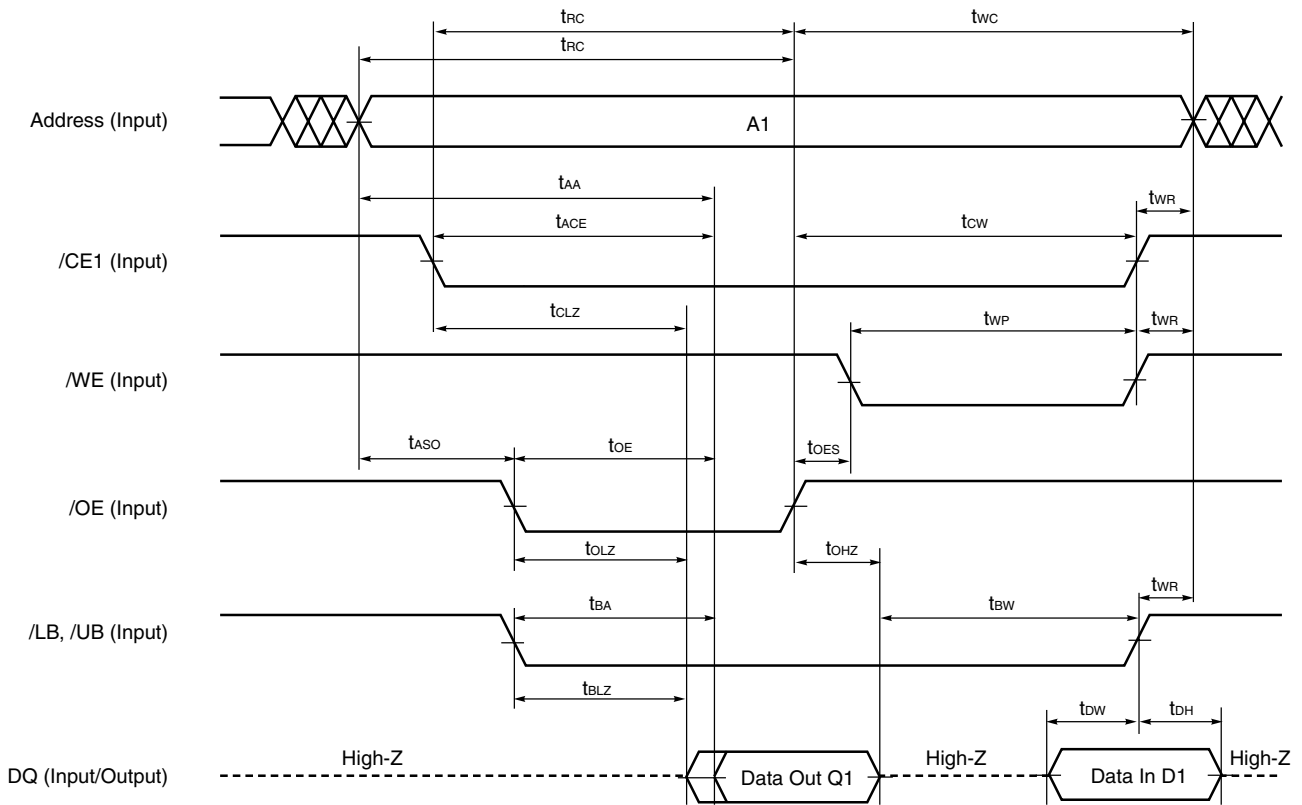 tRC tWC
tRC
Address (Input) A1
tAA tWR
tACE tCW
/CE1 (Input)
tCLZ tWP tWR
/WE (Input)
tASO tOE tOES
/OE (Input)
tOLZ tOHZ
tBA tBW tWR
/LB, /UB (Input)
tBLZ tDW tDH
High-Z High-Z High-Z
DQ (Input/Output) Data Out Q1 Data In D1